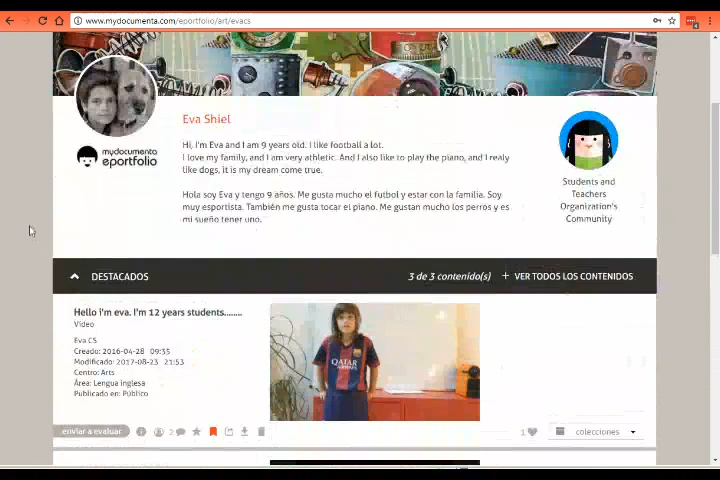 www.mydocumenta.com/eportfolio/art/evacs
Eva Shiel
Hi, I'm Eva and I am 9 years old. I like football a lot.
I love my family, and I am very athletic. And I also like to play the piano, and I realy
like dogs, it is my dream come true.
Hola soy Eva y tengo 9 años. Me gusta mucho el futbol y estar con la familia. Soy
muy esportista. También me gusta tocar el piano. Me gustan mucho los perros y es
mi sueño tener uno.
mydocumenta
eportfolio
Students and
Teachers
Organization's
Community
DESTACADOS
3 de 3 contenido(s)
+ VER TODOS LOS CONTENIDOS
Hello i'm eva. I'm 12 years students........
Vídeo
Eva CS
Creado: 2016-04-28 09:35
Modificado: 2017-08-23 21:53
Centro: Arts
Área: Lengua inglesa
Publicado en: Público
QATAR
AIRWAYS
enviar a evaluar
1
colecciones